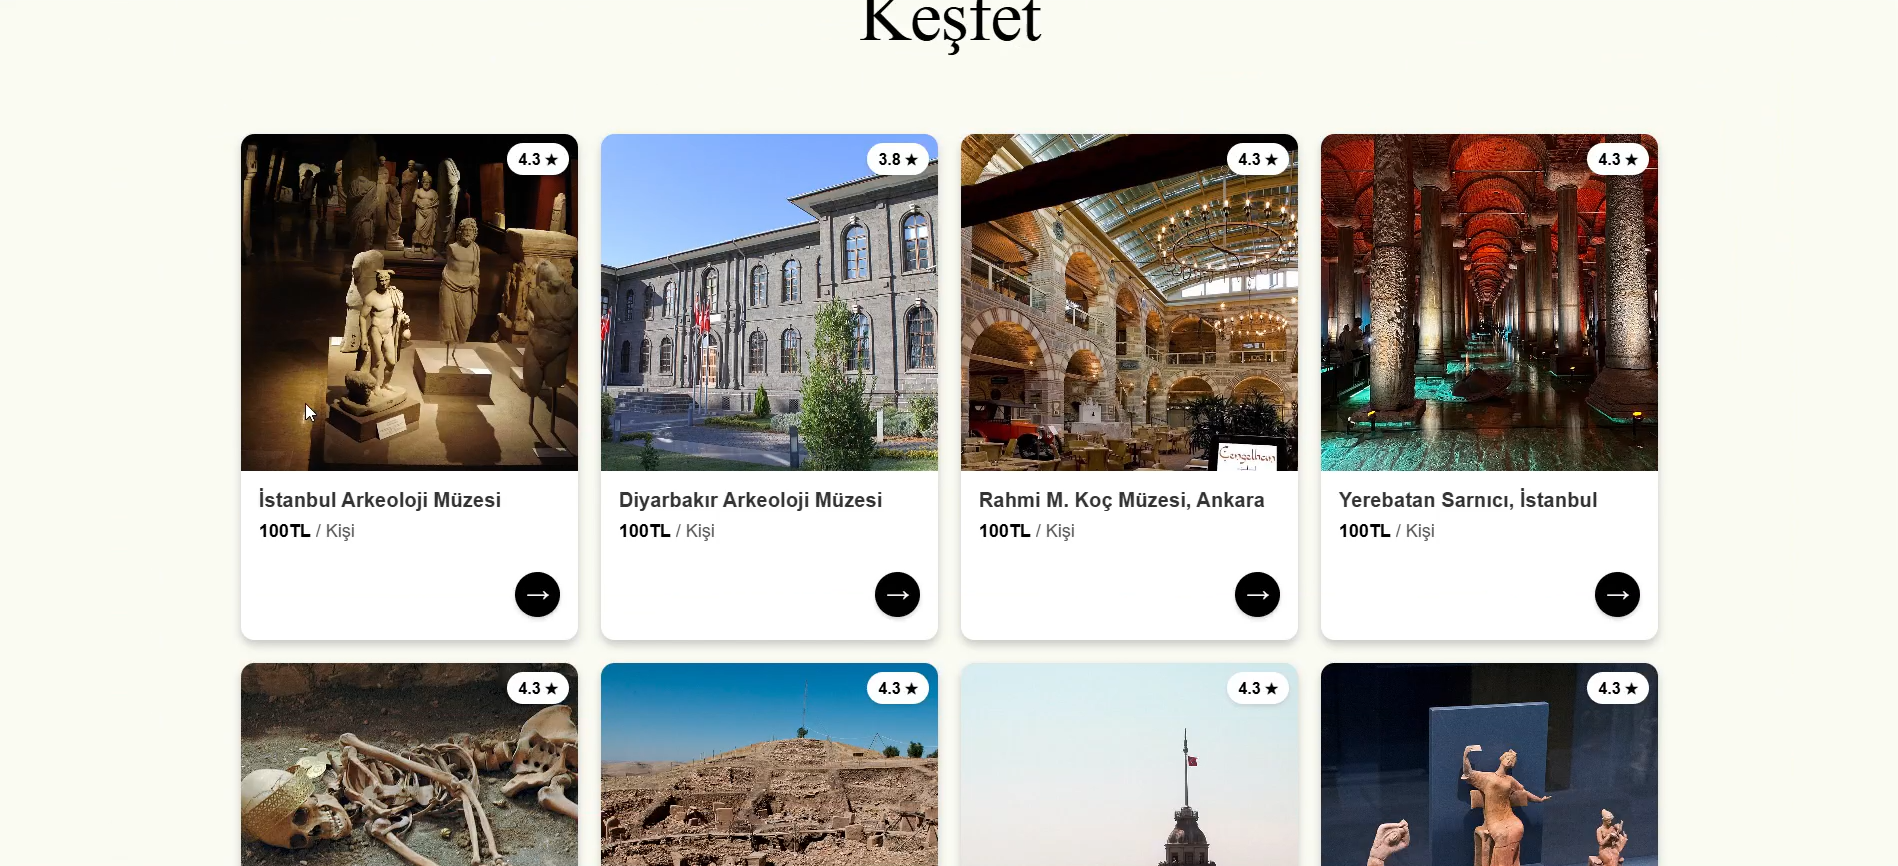 Keşfet
4.3 ★
3.8 ★
4.3 ★
4.3 ★
Çengelhan
İstanbul Arkeoloji Müzesi
100TL / Kişi
→
Diyarbakır Arkeoloji Müzesi
100TL / Kişi
→
Rahmi M. Koç Müzesi, Ankara
100TL / Kişi
→
Yerebatan Sarnıcı, İstanbul
100TL / Kişi
→
4.3 ★
4.3 ★
4.3 ★
4.3 ★